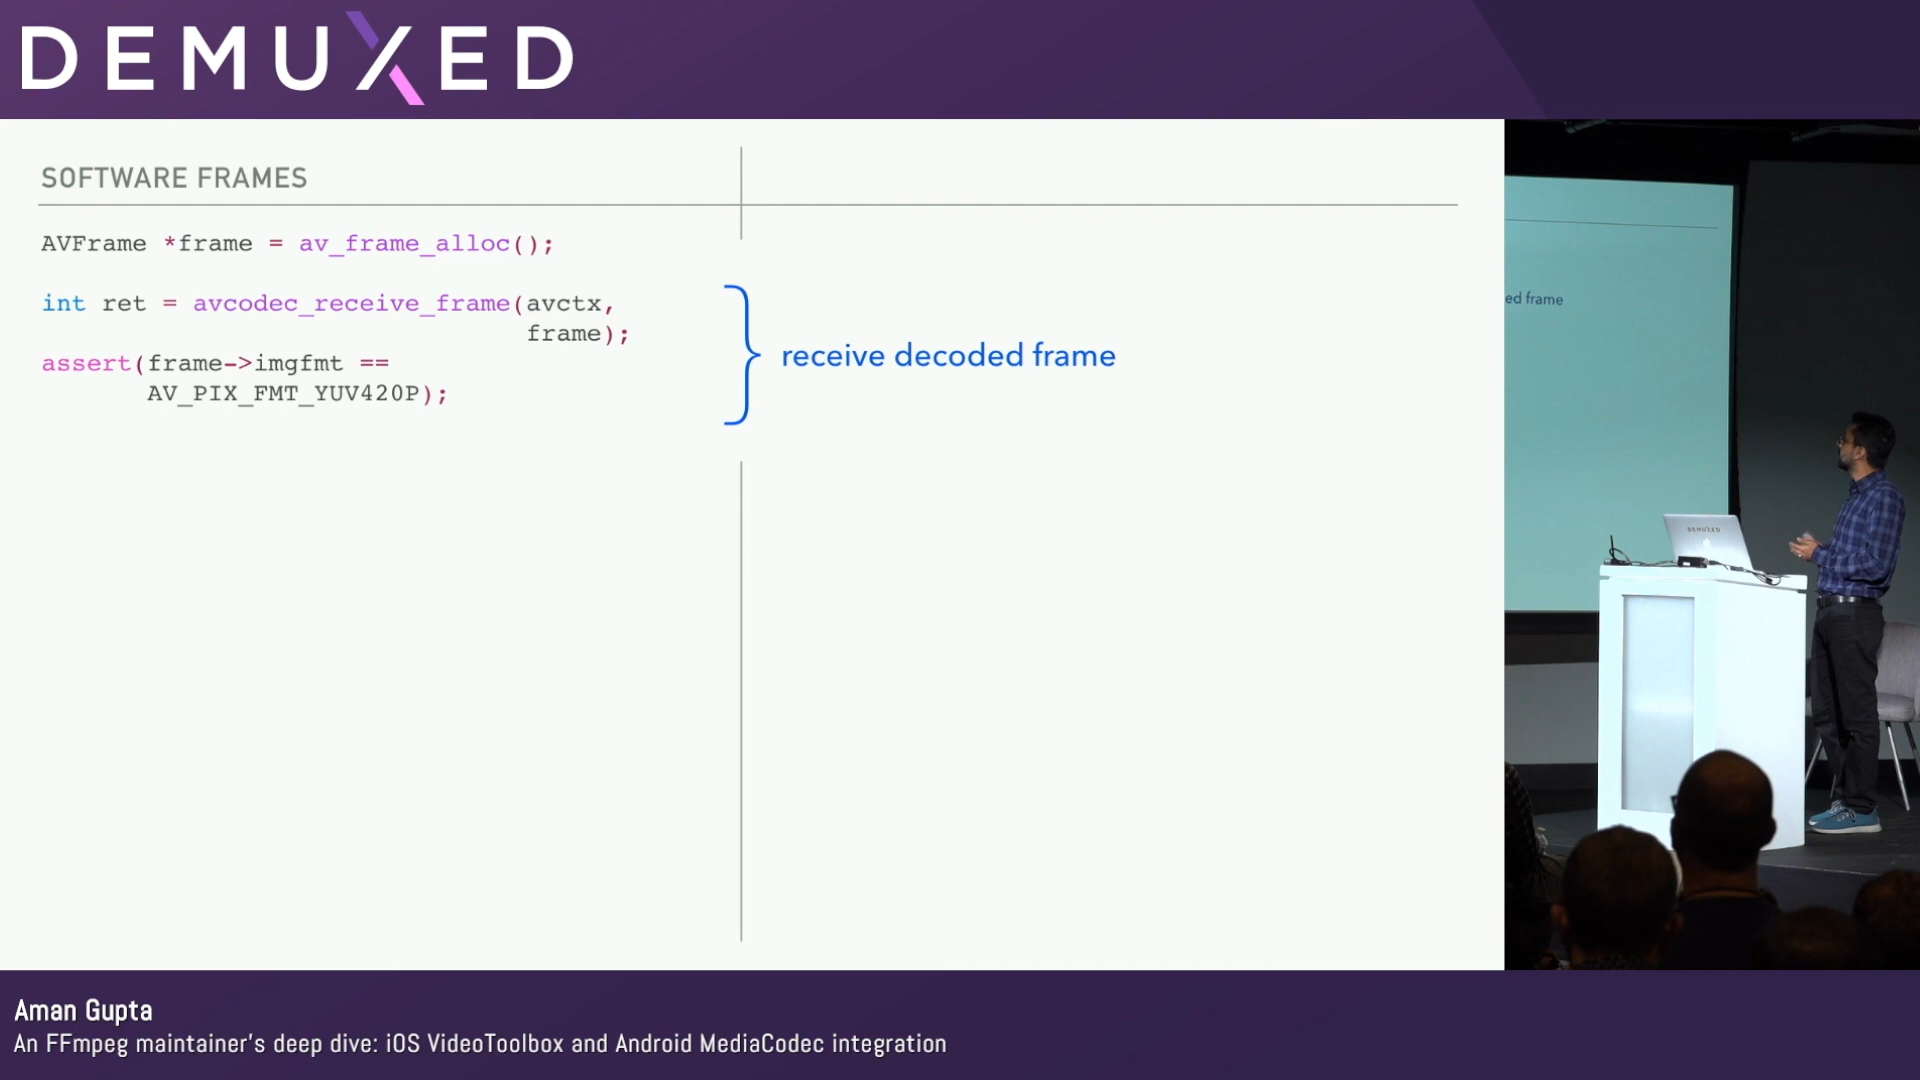 DEMUXED
SOFTWARE FRAMES
AVFrame *frame = av_frame_alloc();
int ret = avcodec_receive_frame(avctx,
frame);
assert(frame->imgfmt ==
AV_PIX_FMT_YUV420P);
receive decoded frame
ed frame
DEMUXED
Aman Gupta
An FFmpeg maintainer's deep dive: iOS VideoToolbox and Android MediaCodec integration